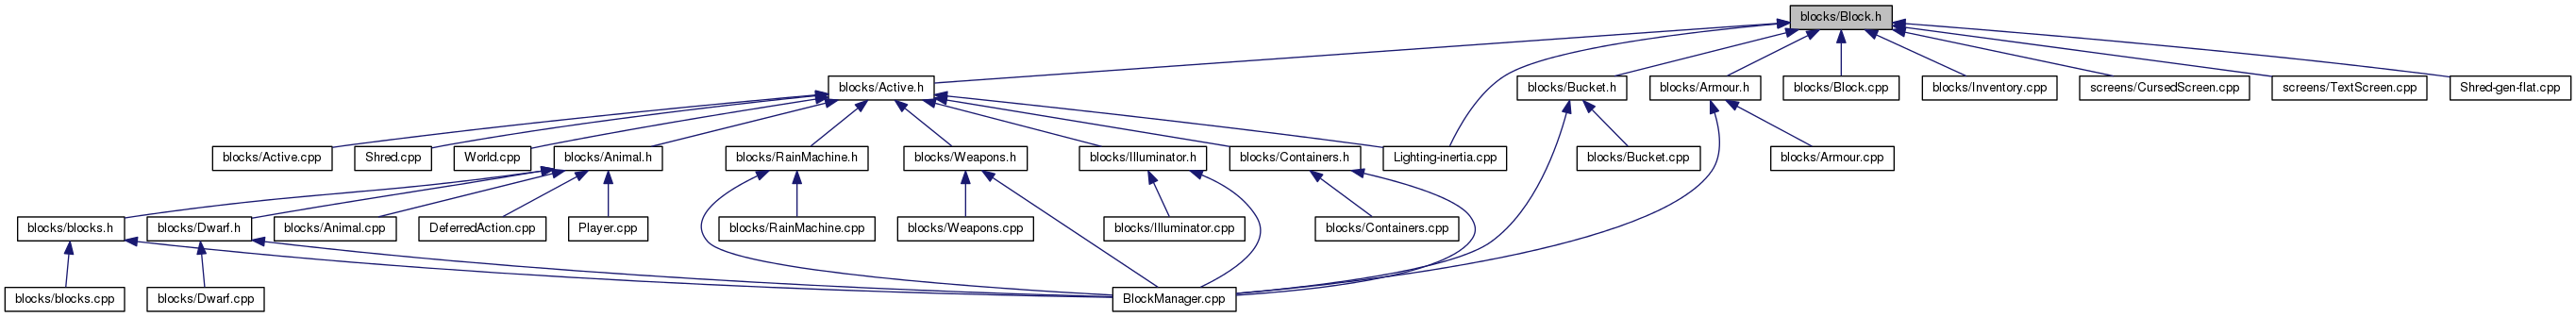 blocks/Block.h
blocks/Active.h
blocks/Bucket.h
blocks/Armour.h
blocks/Block.cpp
blocks/Inventory.cpp
screens/CursedScreen.cpp
screens/TextScreen.cpp
Shred-gen-flat.cpp
blocks/Active.cpp
Shred.cpp
World.cpp
blocks/Animal.h
blocks/RainMachine.h
blocks/Weapons.h
blocks/Illuminator.h
blocks/Containers.h
Lighting-inertia.cpp
blocks/Bucket.cpp
blocks/Armour.cpp
blocks/blocks.h
blocks/Dwarf.h
blocks/Animal.cpp
DeferredAction.cpp
Player.cpp
blocks/RainMachine.cpp
blocks/Weapons.cpp
blocks/Illuminator.cpp
blocks/Containers.cpp
blocks/blocks.cpp
blocks/Dwarf.cpp
BlockManager.cpp